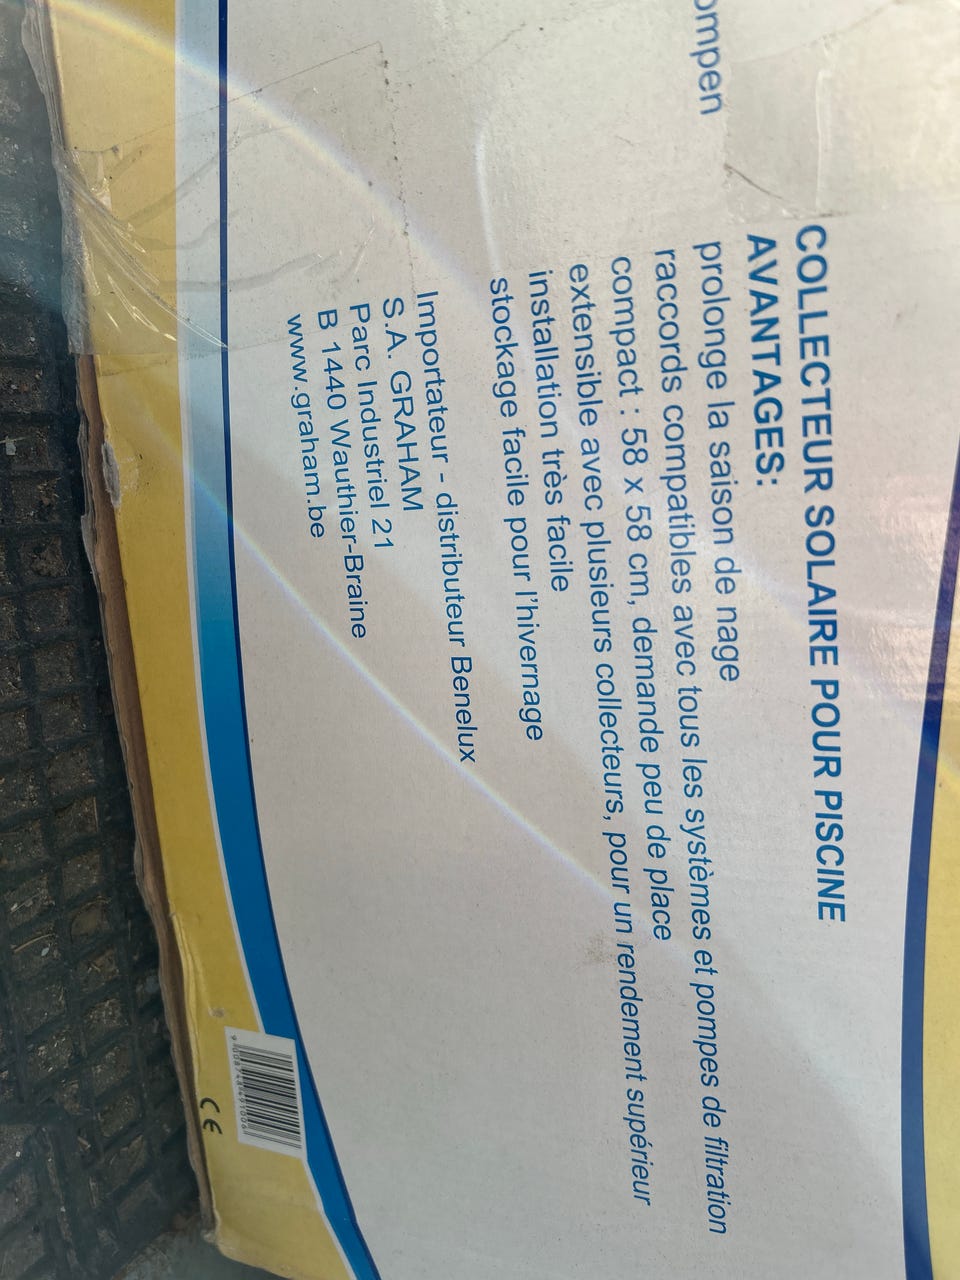 ompen
COLLECTEUR SOLAIRE POUR PISCINE
AVANTAGES:
prolonge la saison de nage
raccords compatibles avec tous les systèmes et pompes de filtration
compact : 58 x 58 cm, demande peu de place
extensible avec plusieurs collecteurs, pour un rendement supérieur
installation très facile
stockage facile pour l'hivernage
Importateur - distributeur Benelux
S.A. GRAHAM
Parc Industriel 21
B 1440 Wauthier-Braine
www.graham.be
CE